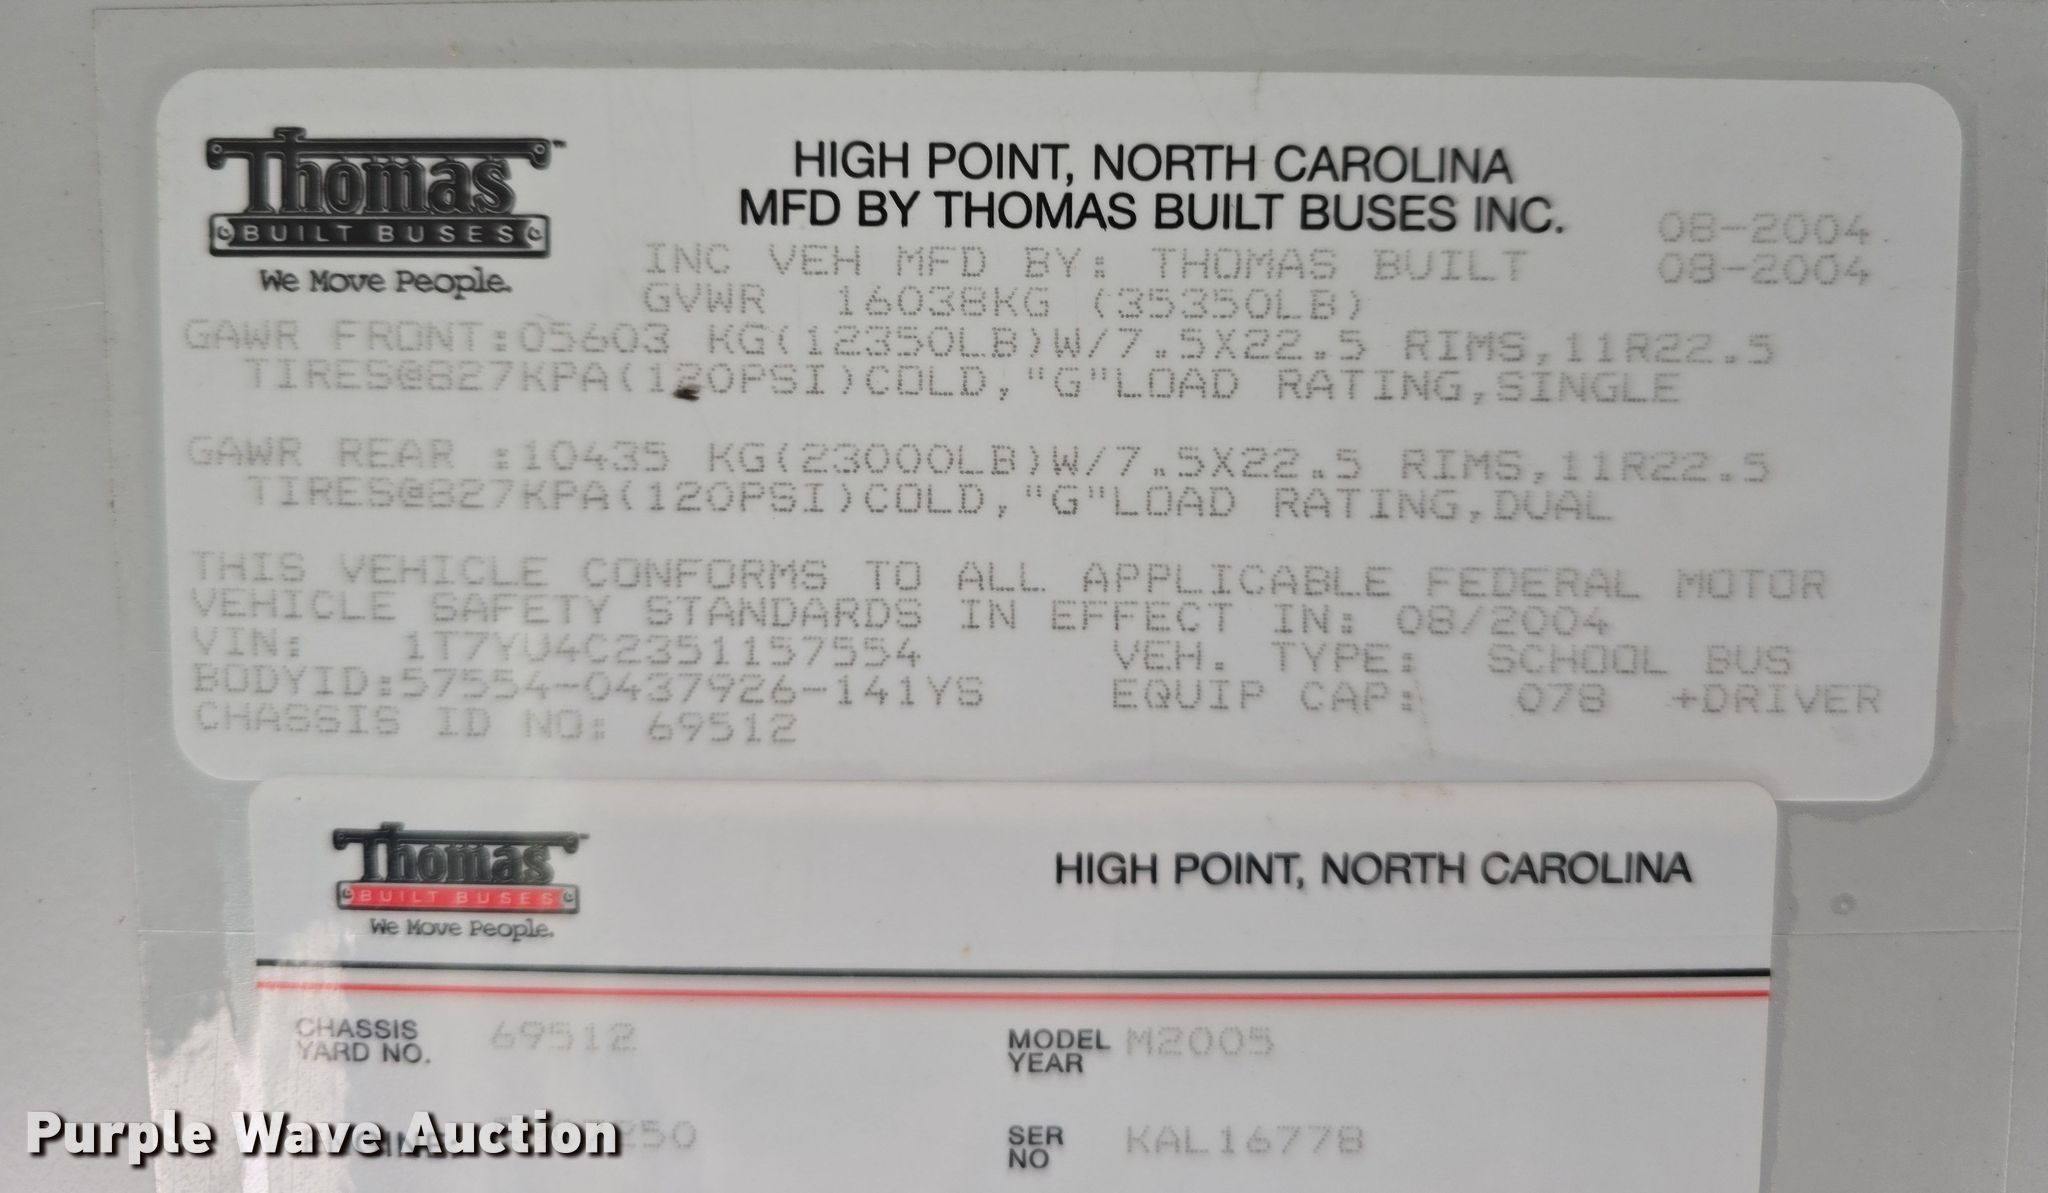 Thomas
BUILT BUSES
We Move People.
HIGH POINT, NORTH CAROLINA
MFD BY THOMAS BUILT BUSES INC. 08-2004
INC VEH MFD BY: THOMAS BUILT 08-2004
GVWR 16038KG (35350LB)
GAWR FRONT:05603 KG(12350LB)W/7.5X22.5 RIMS,11R22.5
TIRES@827KPA(120PSI)COLD,"G"LOAD RATING,SINGLE
GAWR REAR :10435 KG(23000LB)W/7.5X22.5 RIMS,11R22.5
TIRES@827KPA(120PSI)COLD,"G"LOAD RATING,DUAL
THIS VEHICLE CONFORMS TO ALL APPLICABLE FEDERAL MOTOR
VEHICLE SAFETY STANDARDS IN EFFECT IN: 08/2004
VIN: 1T7YU4C2351157554 VEH. TYPE: SCHOOL BUS
BODYID:57554-0437926-141YS EQUIP CAP: 078 +DRIVER
CHASSIS ID NO: 69512
Thomas
BUILT BUSES
We Move People.
HIGH POINT, NORTH CAROLINA
CHASSIS YARD NO. 69512
MODEL YEAR M2005
SER NO KAL16778
Purple Wave Auction